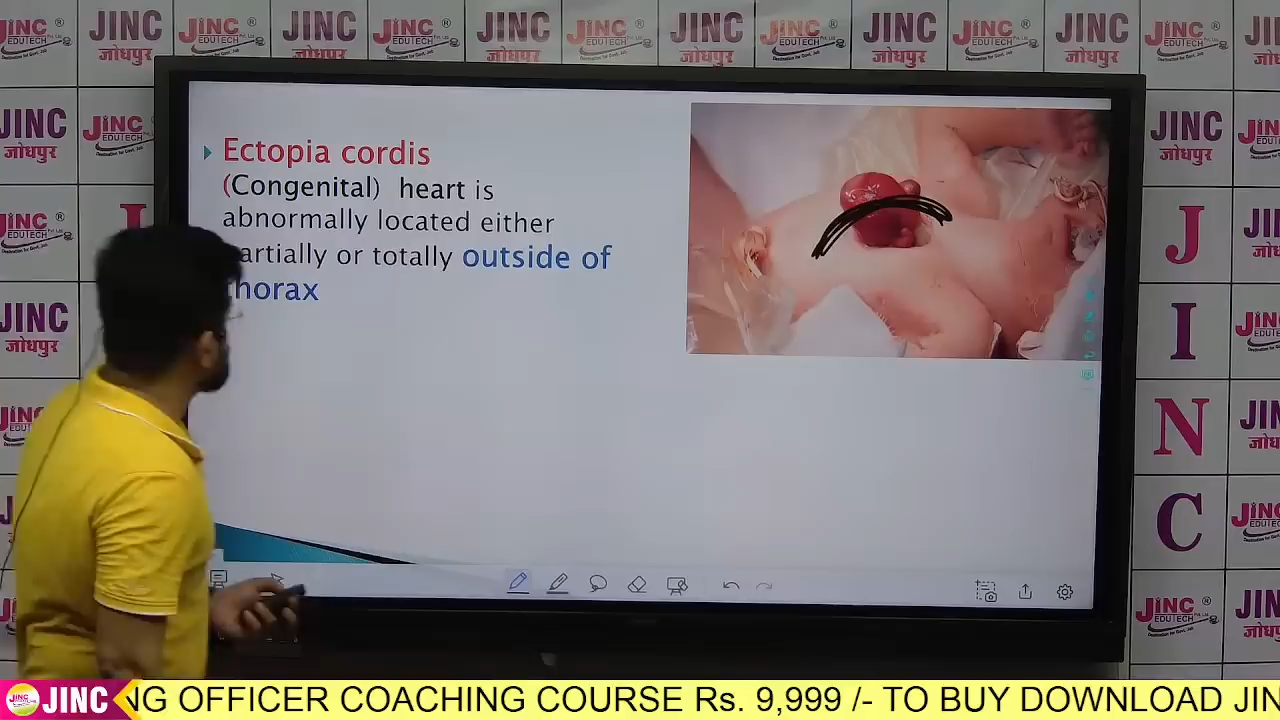 JINC
जोधपुर
JINC
EDUTECH
Ectopia cordis
(Congenital) heart is
abnormally located either
artially or totally outside of
horax
J
I
N
C
JINC
NG OFFICER COACHING COURSE Rs. 9,999 /- TO BUY DOWNLOAD JIN